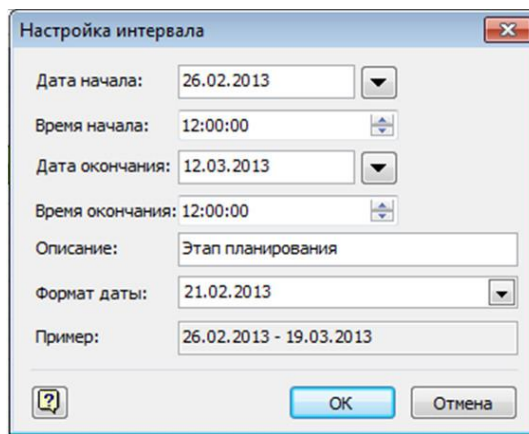 Настройка интервала
Дата начала: 26.02.2013
Время начала: 12:00:00
Дата окончания: 12.03.2013
Время окончания: 12:00:00
Описание: Этап планирования
Формат даты: 21.02.2013
Пример: 26.02.2013 - 19.03.2013
? ОК Отмена